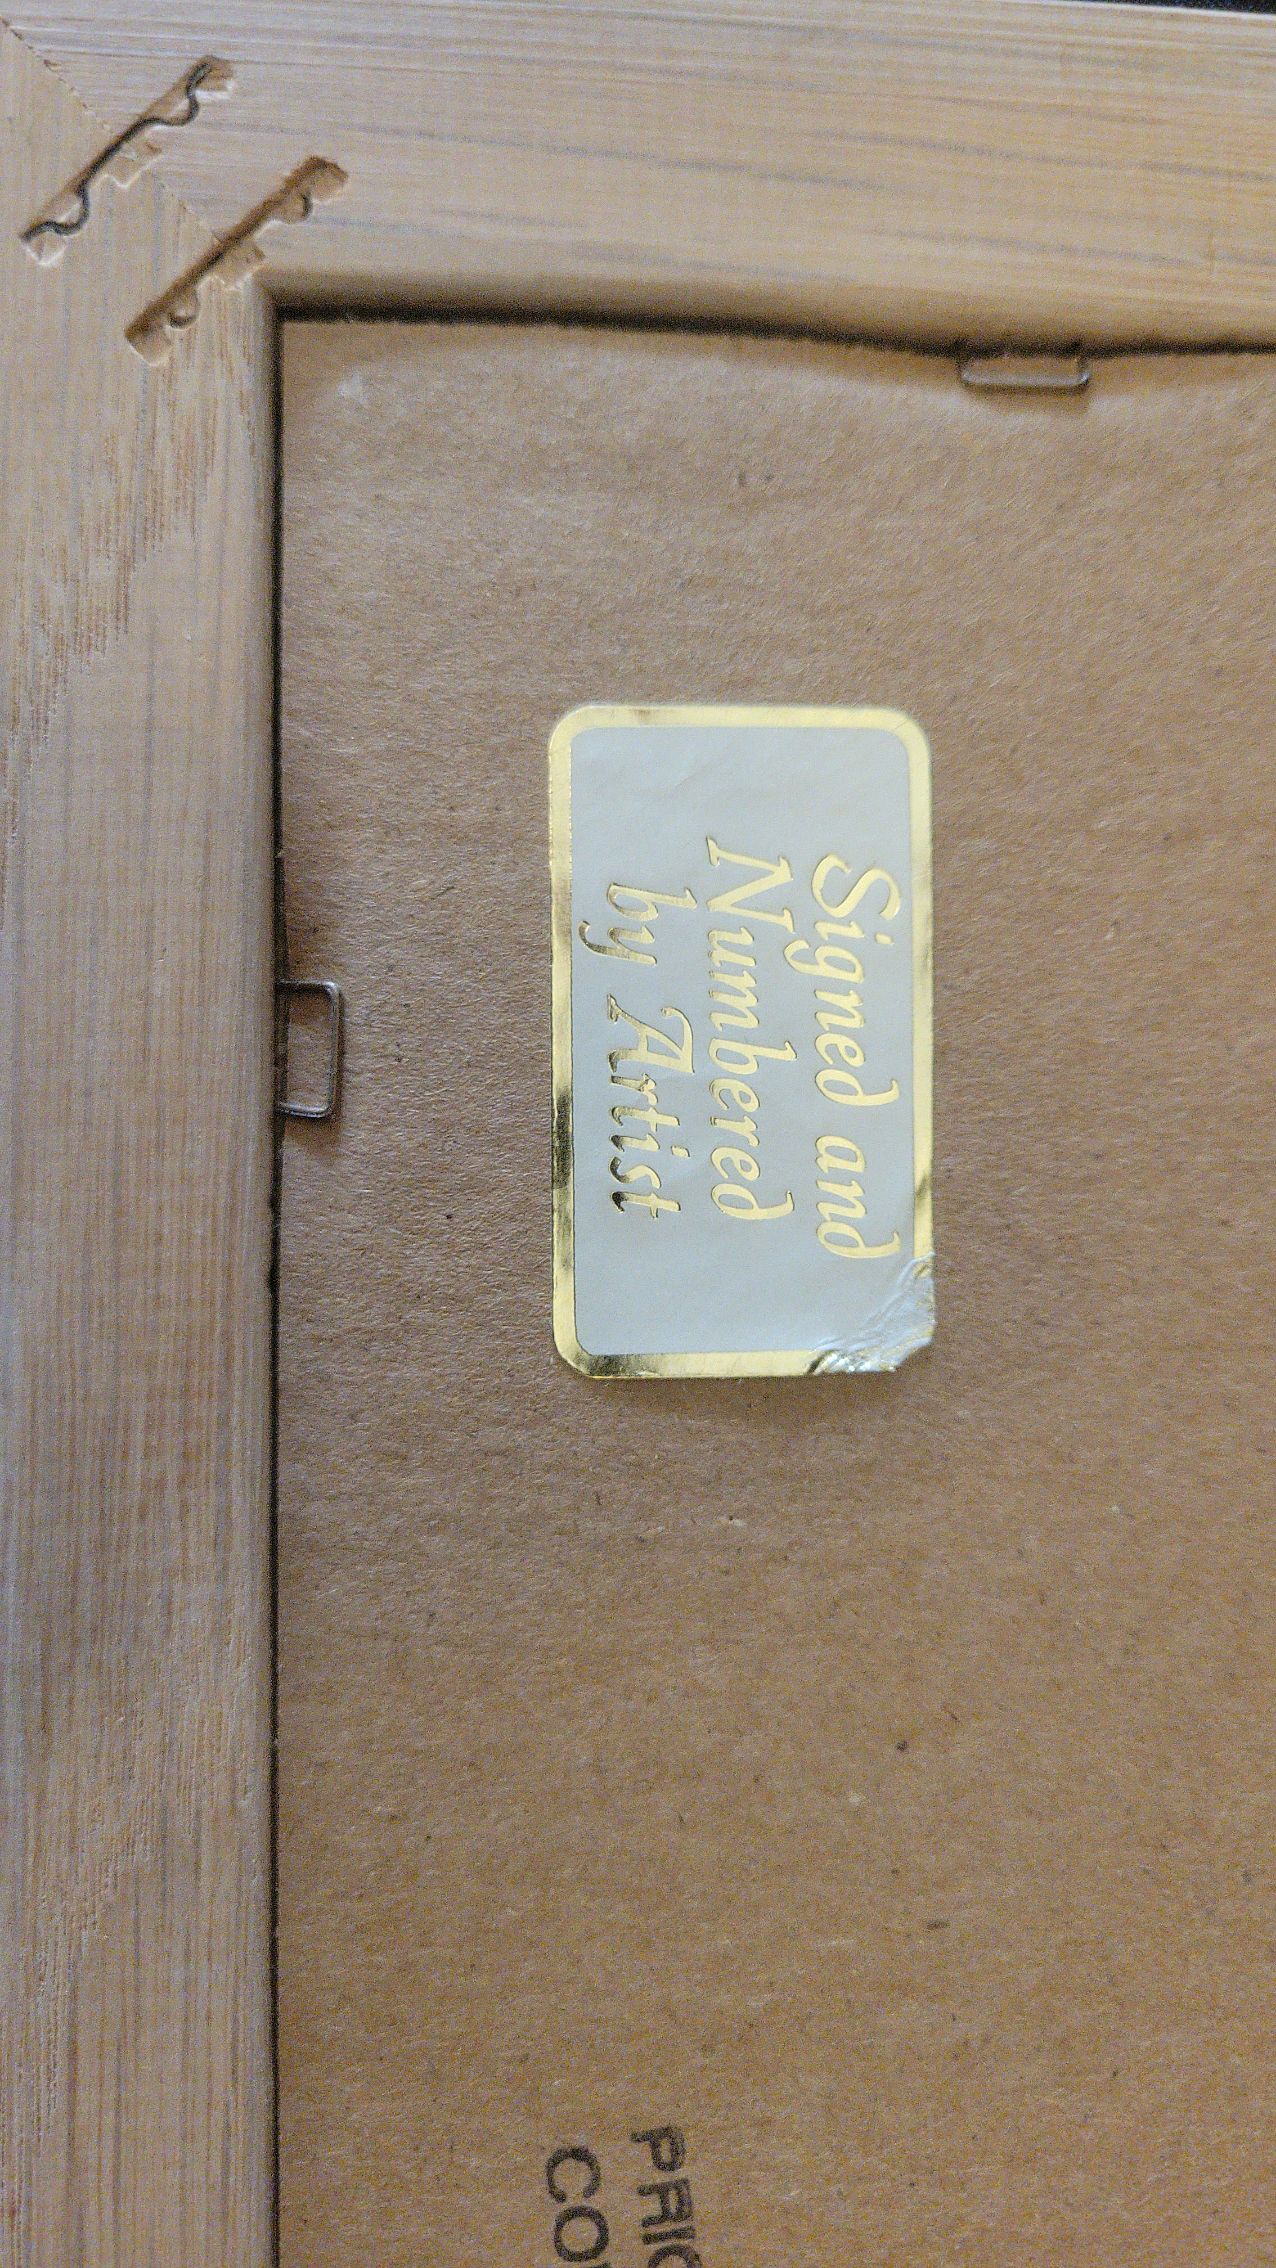 Signed and
Numbered
by Artist